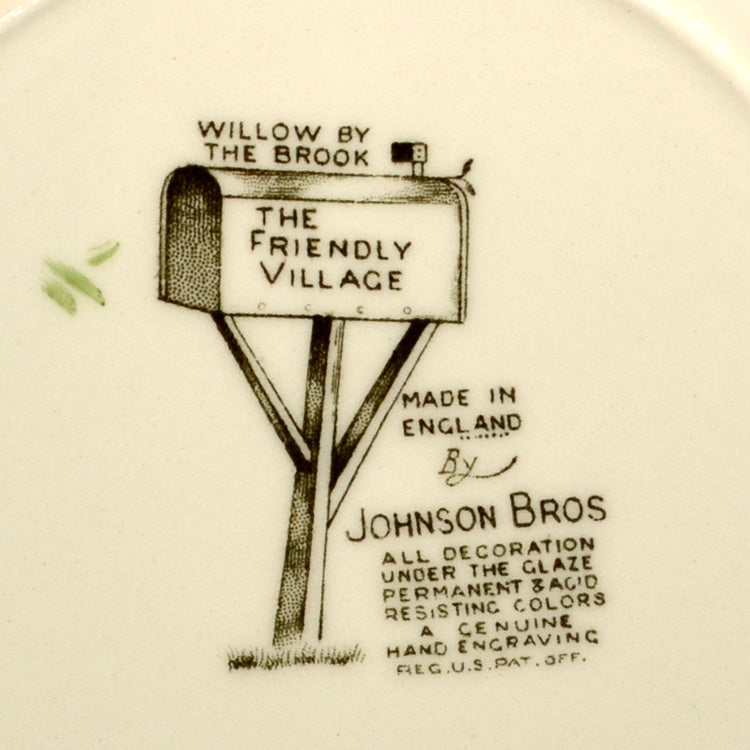 WILLOW BY
THE BROOK
THE
FRIENDLY
VILLAGE
MADE IN
ENGLAND
By
JOHNSON BROS
ALL DECORATION
UNDER THE GLAZE
PERMANENT & ACID
RESISTING COLORS
A GENUINE
HAND ENGRAVING
REG. U.S. PAT. OFF.